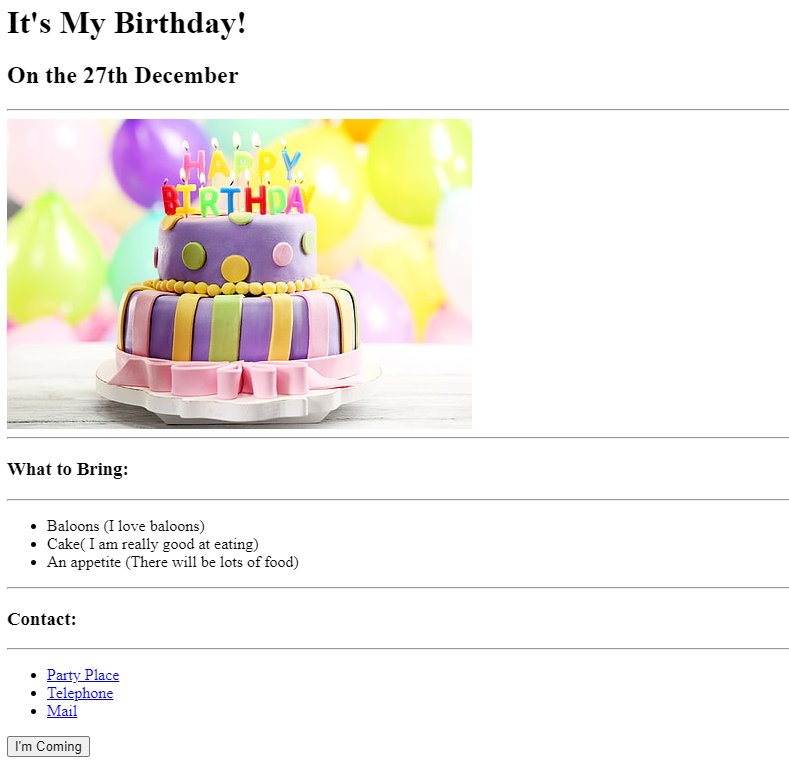 It's My Birthday!
On the 27th December
HAPPY
BIRTHDAY
What to Bring:
Baloons (I love baloons)
Cake( I am really good at eating)
An appetite (There will be lots of food)
Contact:
Party Place
Telephone
Mail
I'm Coming